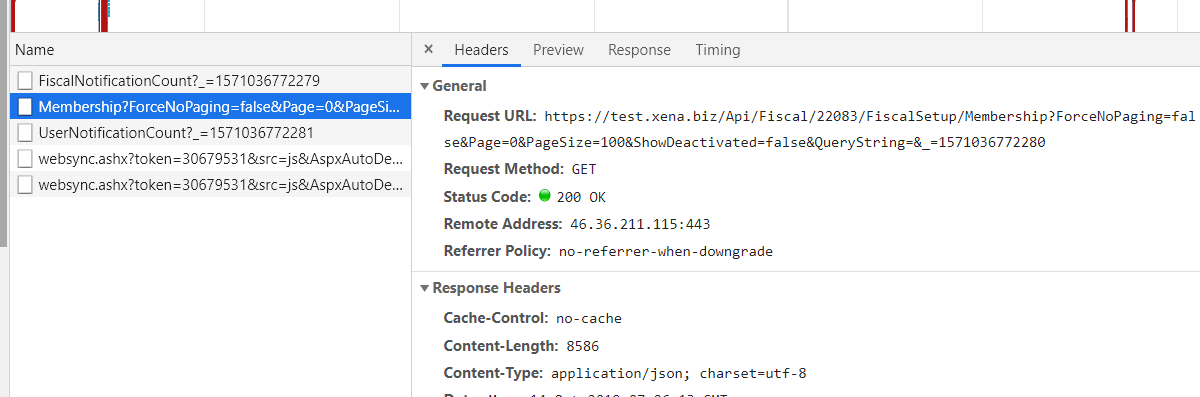 Name
FiscalNotificationCount?_=1571036772279
Membership?ForceNoPaging=false&Page=0&PageSi...
UserNotificationCount?_=1571036772281
websync.ashx?token=30679531&src=js&AspxAutoDe...
websync.ashx?token=30679531&src=js&AspxAutoDe...
× Headers Preview Response Timing
General
Request URL: https://test.xena.biz/Api/Fiscal/22083/FiscalSetup/Membership?ForceNoPaging=fal
se&Page=0&PageSize=100&ShowDeactivated=false&QueryString=&_=1571036772280
Request Method: GET
Status Code: 200 OK
Remote Address: 46.36.211.115:443
Referrer Policy: no-referrer-when-downgrade
Response Headers
Cache-Control: no-cache
Content-Length: 8586
Content-Type: application/json; charset=utf-8